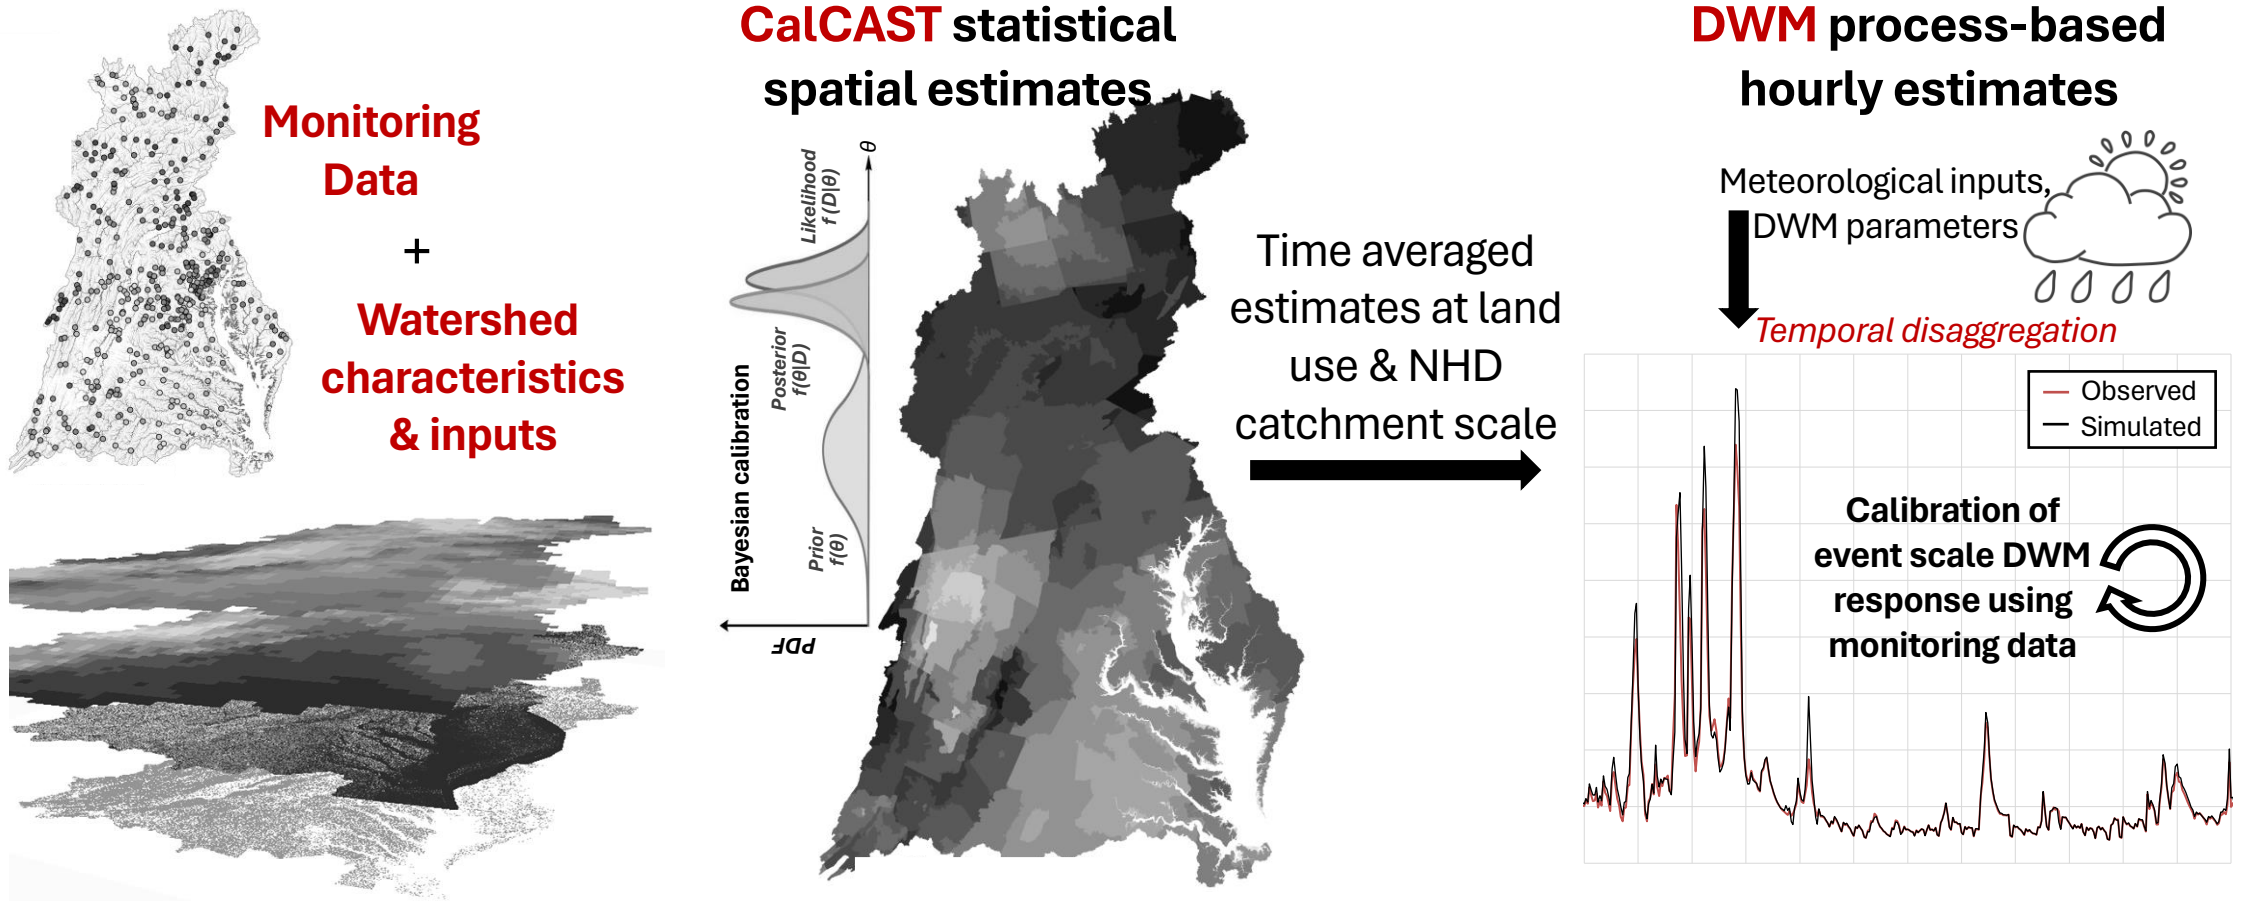 Monitoring
Data
+
Watershed
characteristics
& inputs
CalCAST statistical
spatial estimates
θ
Likelihood
f (D|θ)
Posterior
f(θ|D)
Prior
f(θ)
Bayesian calibration
PDF
Time averaged
estimates at land
use & NHD
catchment scale
DWM process-based
hourly estimates
Meteorological inputs,
DWM parameters
Temporal disaggregation
Observed
Simulated
Calibration of
event scale DWM
response using
monitoring data